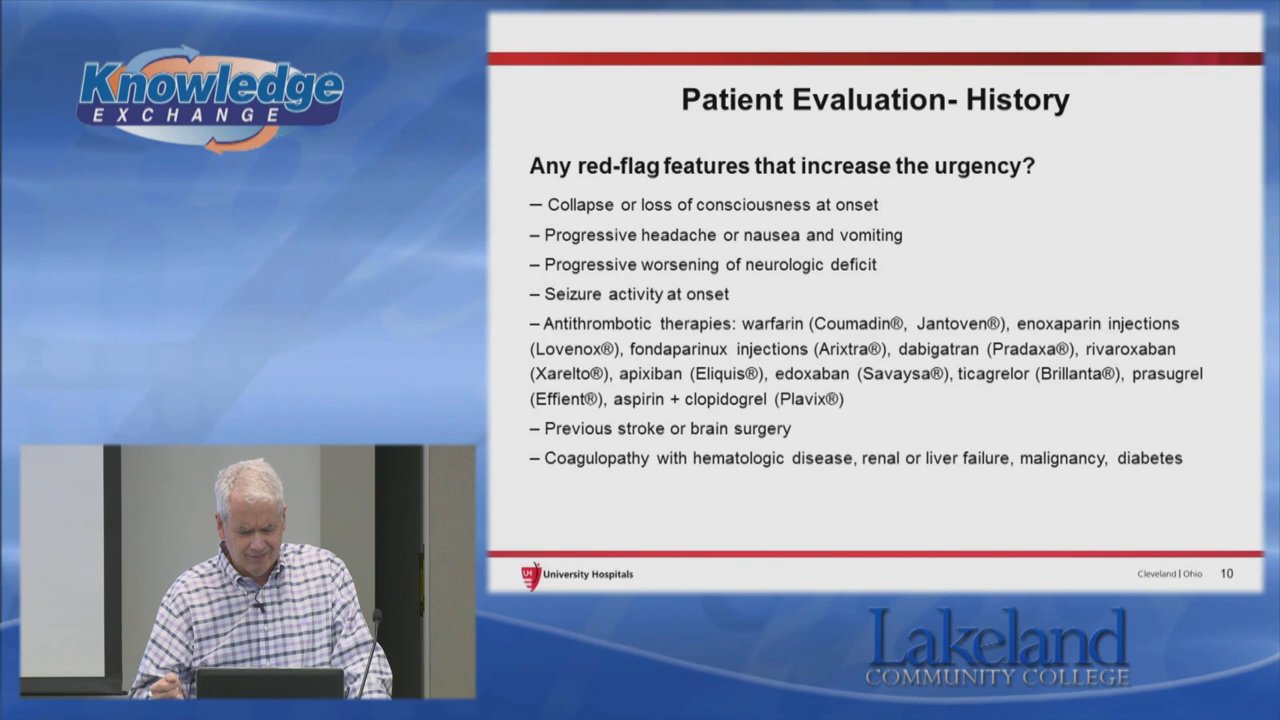 Knowledge
EXCHANGE
Patient Evaluation- History
Any red-flag features that increase the urgency?
– Collapse or loss of consciousness at onset
– Progressive headache or nausea and vomiting
– Progressive worsening of neurologic deficit
– Seizure activity at onset
– Antithrombotic therapies: warfarin (Coumadin®, Jantoven®), enoxaparin injections
(Lovenox®), fondaparinux injections (Arixtra®), dabigatran (Pradaxa®), rivaroxaban
(Xarelto®), apixiban (Eliquis®), edoxaban (Savaysa®), ticagrelor (Brillanta®), prasugrel
(Effient®), aspirin + clopidogrel (Plavix®)
– Previous stroke or brain surgery
– Coagulopathy with hematologic disease, renal or liver failure, malignancy, diabetes
UH University Hospitals
Cleveland | Ohio 10
Lakeland
COMMUNITY COLLEGE